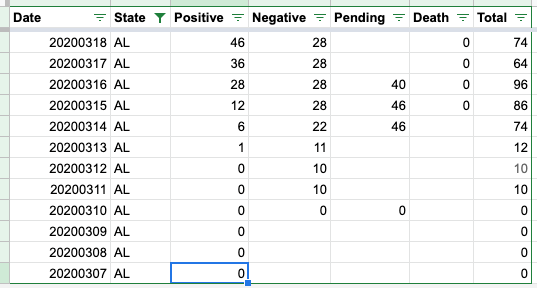 Date State Positive Negative Pending Death Total
20200318 AL 46 28 0 74
20200317 AL 36 28 0 64
20200316 AL 28 28 40 0 96
20200315 AL 12 28 46 0 86
20200314 AL 6 22 46 74
20200313 AL 1 11 12
20200312 AL 0 10 10
20200311 AL 0 10 10
20200310 AL 0 0 0 0
20200309 AL 0 0
20200308 AL 0 0
20200307 AL 0 0